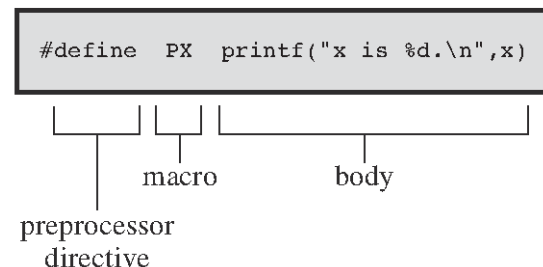 #define PX printf("x is %d.\n",x)
macro body
preprocessor
directive